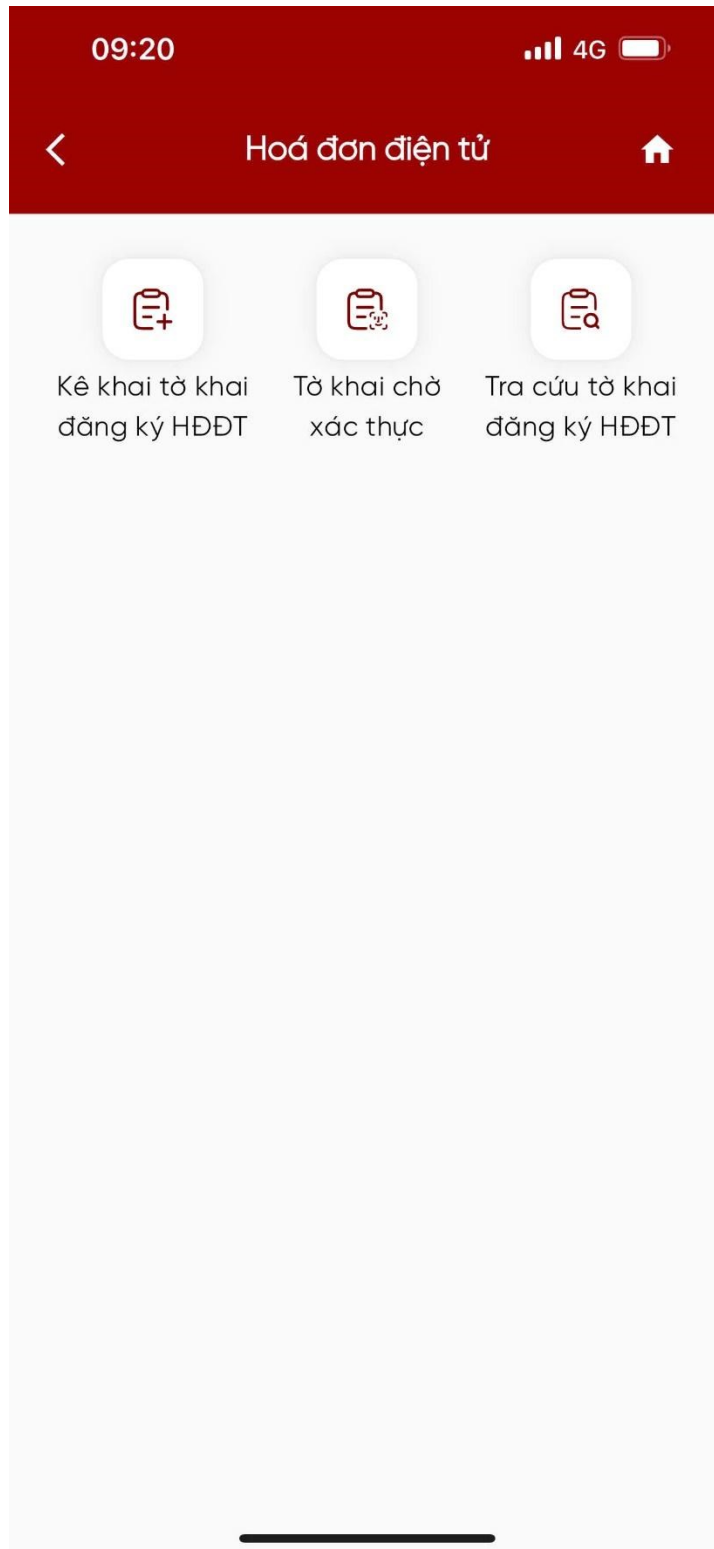 09:20 4G
Hoá đơn điện tử
Kê khai tờ khai Tờ khai chờ Tra cứu tờ khai
đăng ký HĐĐT xác thực đăng ký HĐĐT